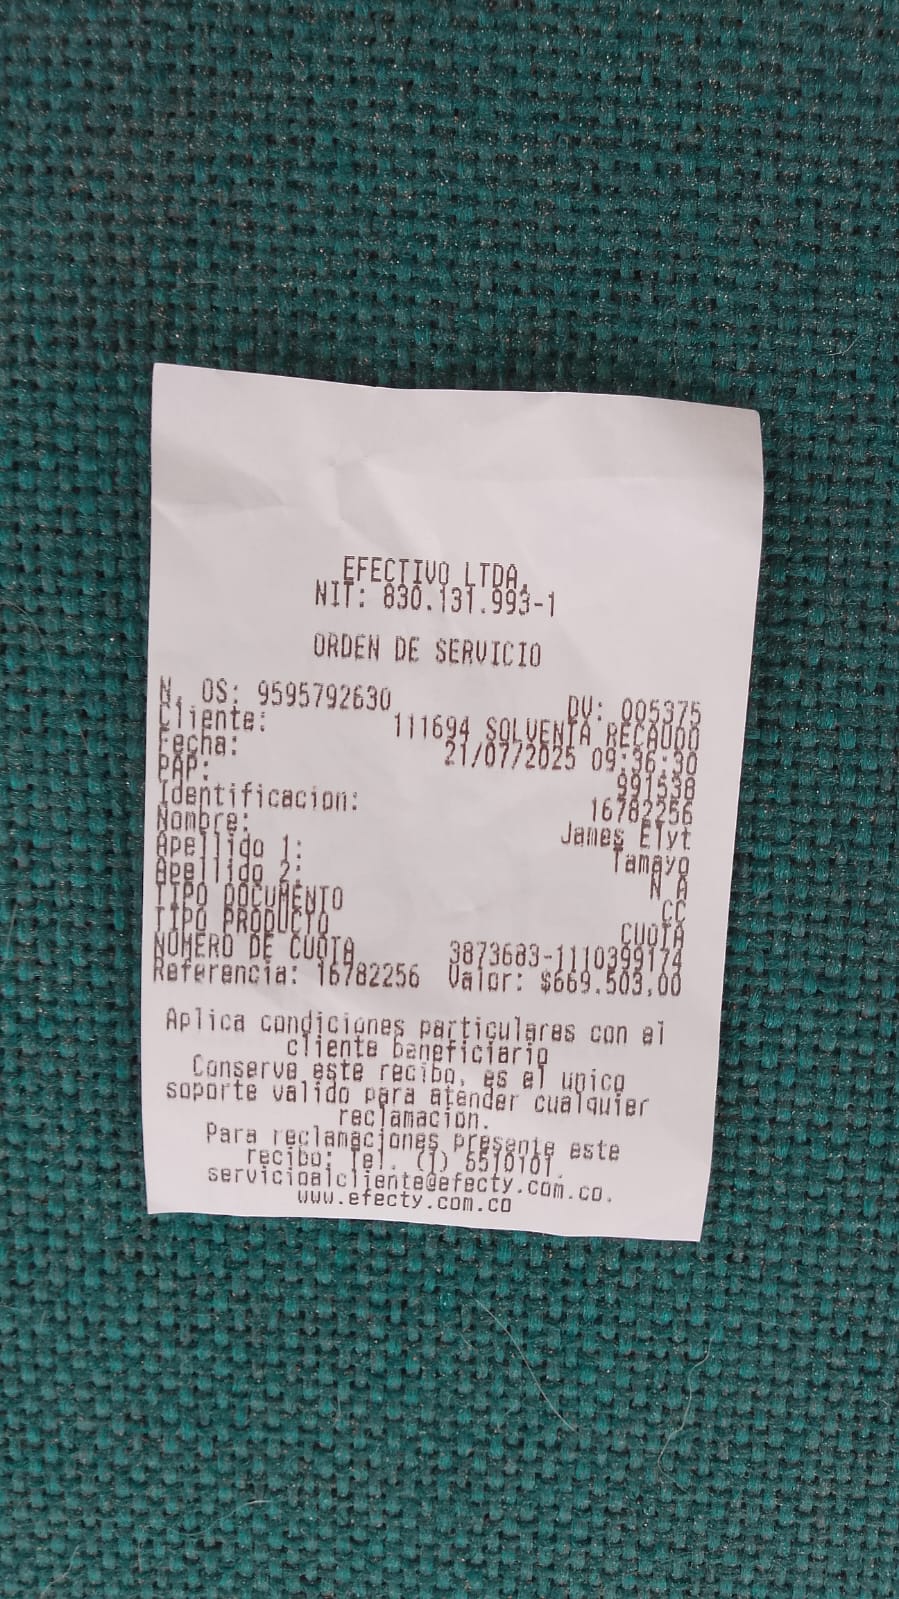 EFECTIVO LTDA.
NIT: 830.131.993-1
ORDEN DE SERVICIO
N. OS: 9595792630 DV: 005375
Cliente: 111694 SOLVENTA RECAUDO
Fecha: 21/07/2025 09:36:30
PAP: 991538
Identificacion: 16782256
Nombre: James Elyt
Apellido 1: Tamayo
Apellido 2: N A
TIPO DOCUMENTO CC
TIPO PRODUCTO CUOTA
NUMERO DE CUOTA 3873683-1110399174
Referencia: 16782256 Valor: $669.503,00
Aplica condiciones particulares con el
cliente beneficiario
Conserve este recibo, es el unico
soporte valido para atender cualquier
reclamacion.
Para reclamaciones presente este
recibo: Tel. (1) 6510101.
servicioalcliente@efecty.com.co.
www.efecty.com.co